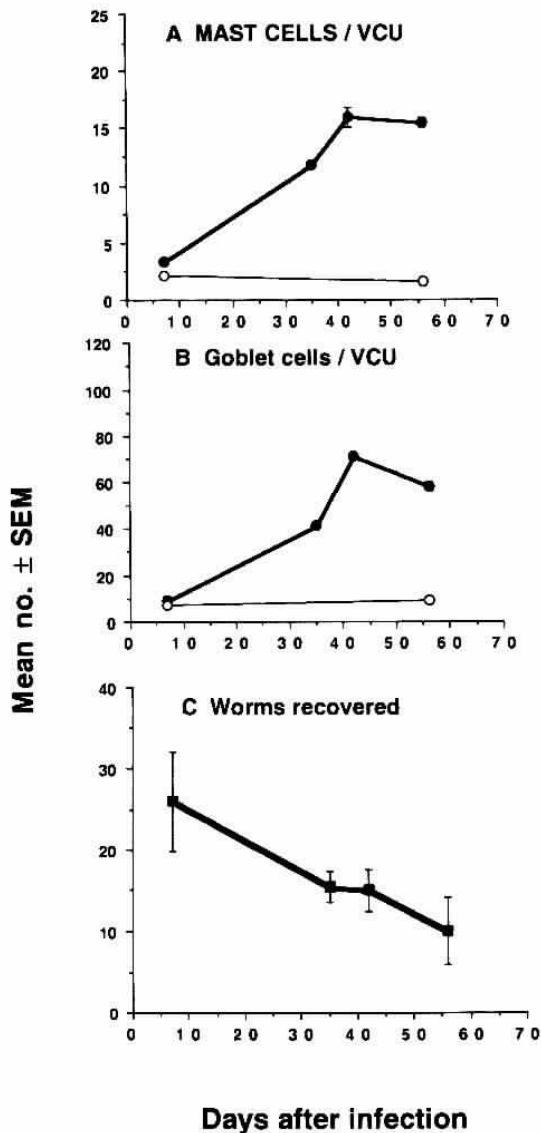 A MAST CELLS / VCU
25
20
15
10
5
0
0 10 20 30 40 50 60 70
B Goblet cells / VCU
120
100
80
60
40
20
0
0 10 20 30 40 50 60 70
Mean no. ± SEM
C Worms recovered
40
30
20
10
0
0 10 20 30 40 50 60 70
Days after infection